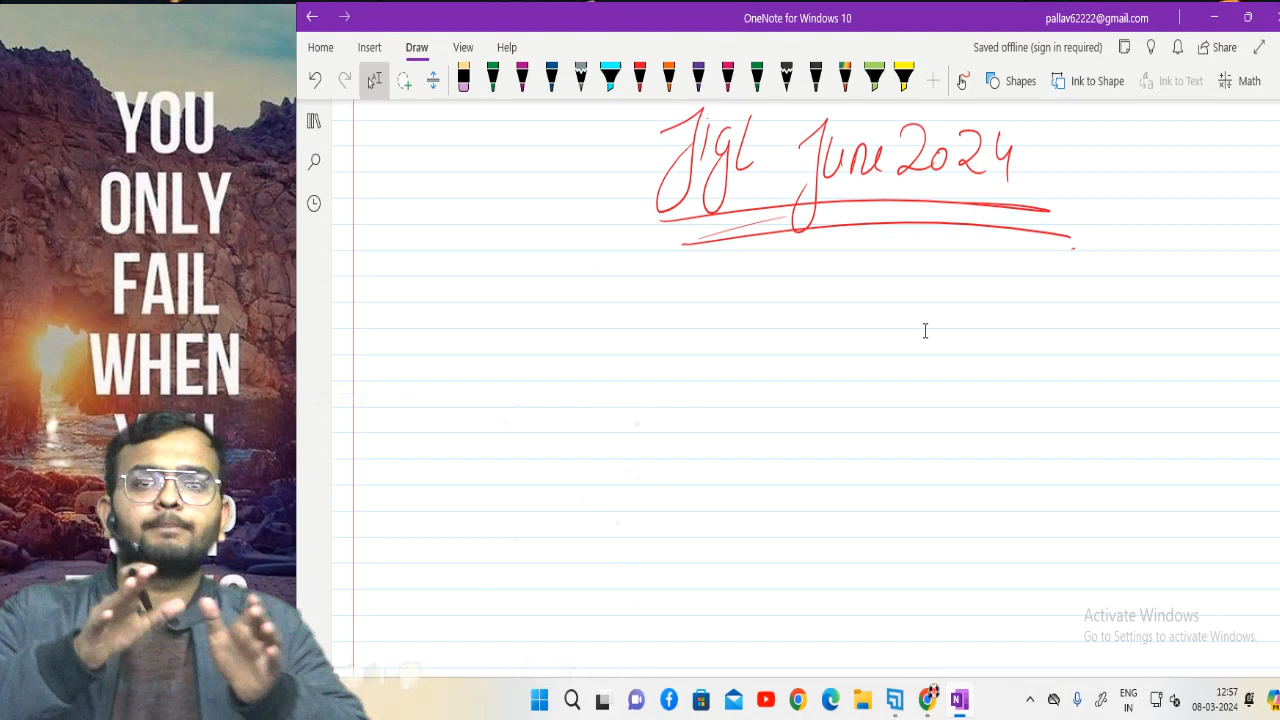 OneNote for Windows 10
pallav62222@gmail.com
Home Insert Draw View Help
Saved offline (sign in required)
Share
Shapes Ink to Shape Ink to Text Math
Jigl June 2024
YOU
ONLY
FAIL
WHEN
Activate Windows
Go to Settings to activate Windows.
ENG
IN
12:57
08-03-2024